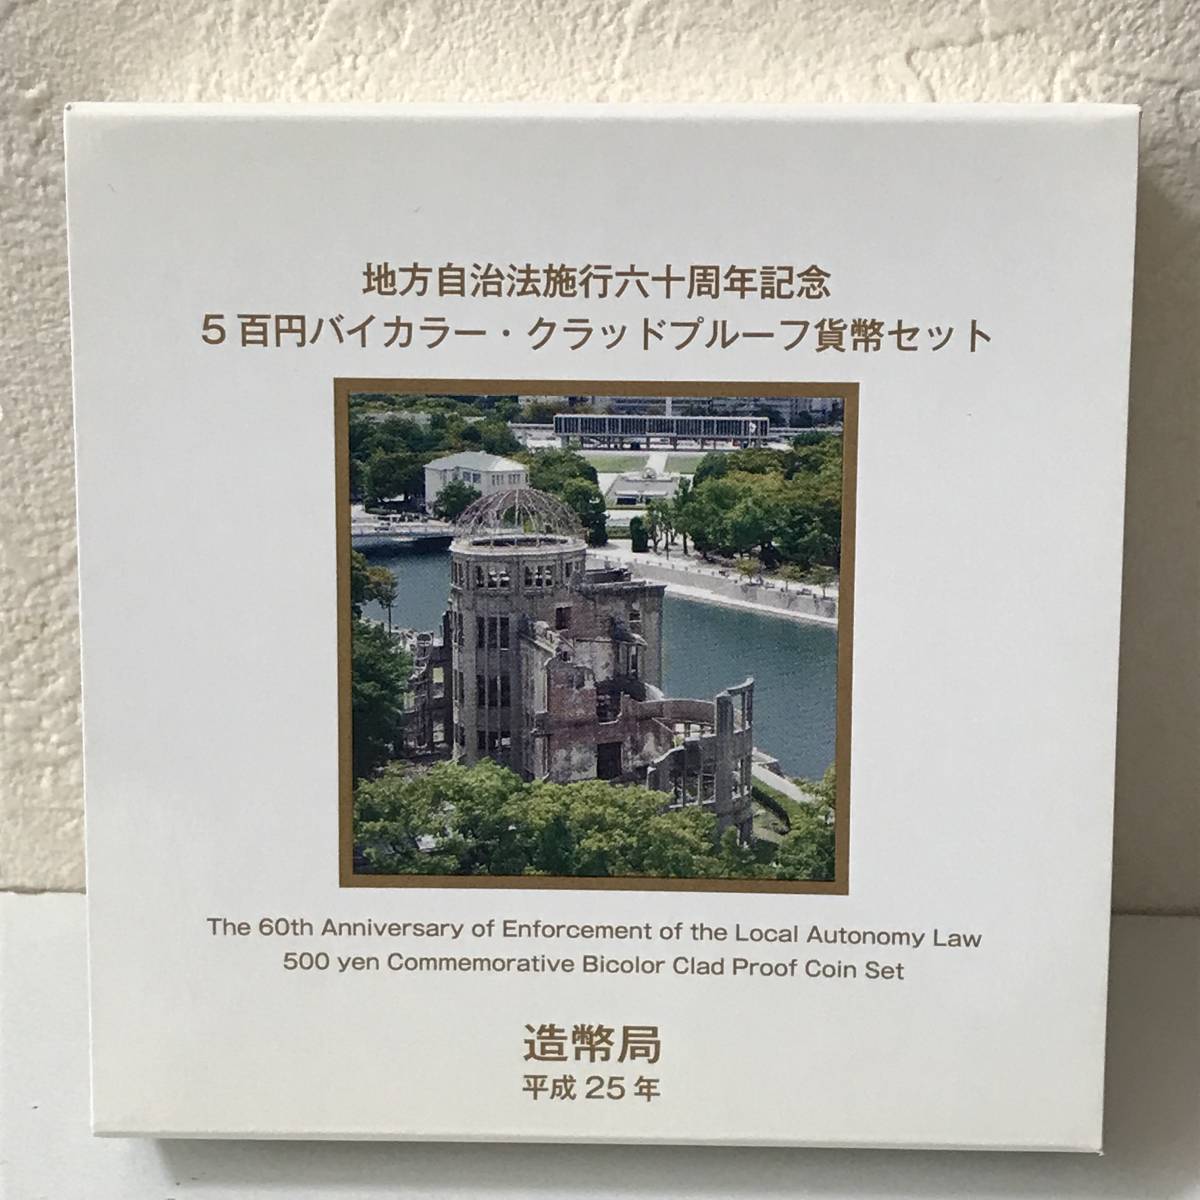 地方自治法施行六十周年記念
5百円バイカラー・クラッドプルーフ貨幣セット
The 60th Anniversary of Enforcement of the Local Autonomy Law
500 yen Commemorative Bicolor Clad Proof Coin Set
造幣局
平成25年